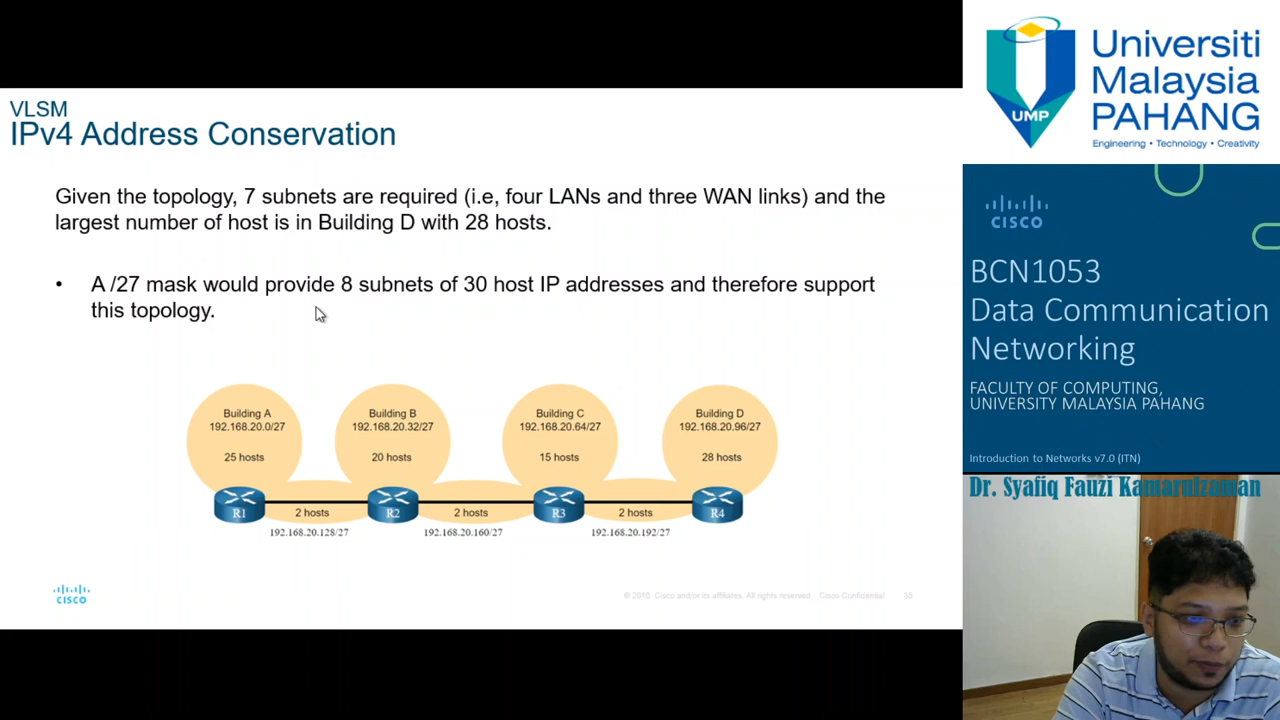 VLSM
IPv4 Address Conservation
Given the topology, 7 subnets are required (i.e, four LANs and three WAN links) and the
largest number of host is in Building D with 28 hosts.
• A /27 mask would provide 8 subnets of 30 host IP addresses and therefore support
this topology.
Building A
192.168.20.0/27
25 hosts
Building B
192.168.20.32/27
20 hosts
Building C
192.168.20.64/27
15 hosts
Building D
192.168.20.96/27
28 hosts
R1
2 hosts
R2
2 hosts
R3
2 hosts
R4
192.168.20.128/27
192.168.20.160/27
192.168.20.192/27
CISCO
© 2016 Cisco and/or its affiliates. All rights reserved. Cisco Confidential
UMP
Universiti
Malaysia
PAHANG
Engineering • Technology • Creativity
CISCO
BCN1053
Data Communication
Networking
FACULTY OF COMPUTING,
UNIVERSITY MALAYSIA PAHANG
Introduction to Networks v7.0 (ITN)
Dr. Syafiq Fauzi Kamarulzaman